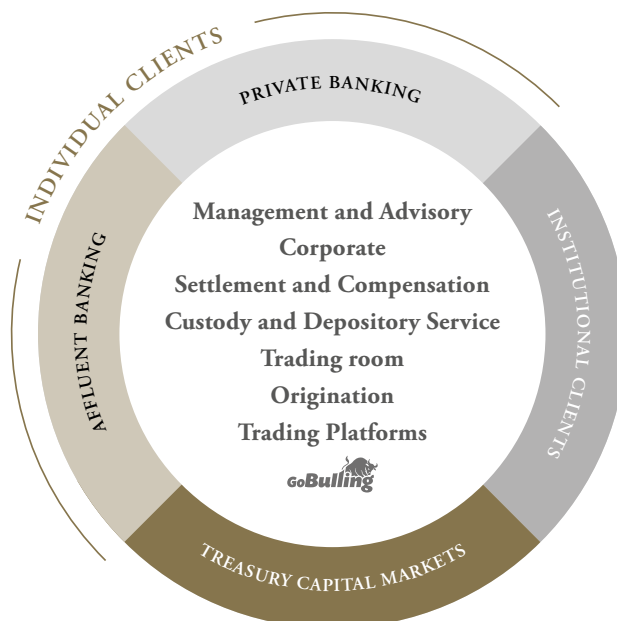 INDIVIDUAL CLIENTS
PRIVATE BANKING
INSTITUTIONAL CLIENTS
AFFLUENT BANKING
Management and Advisory
Corporate
Settlement and Compensation
Custody and Depository Service
Trading room
Origination
Trading Platforms
GoBulling
TREASURY CAPITAL MARKETS